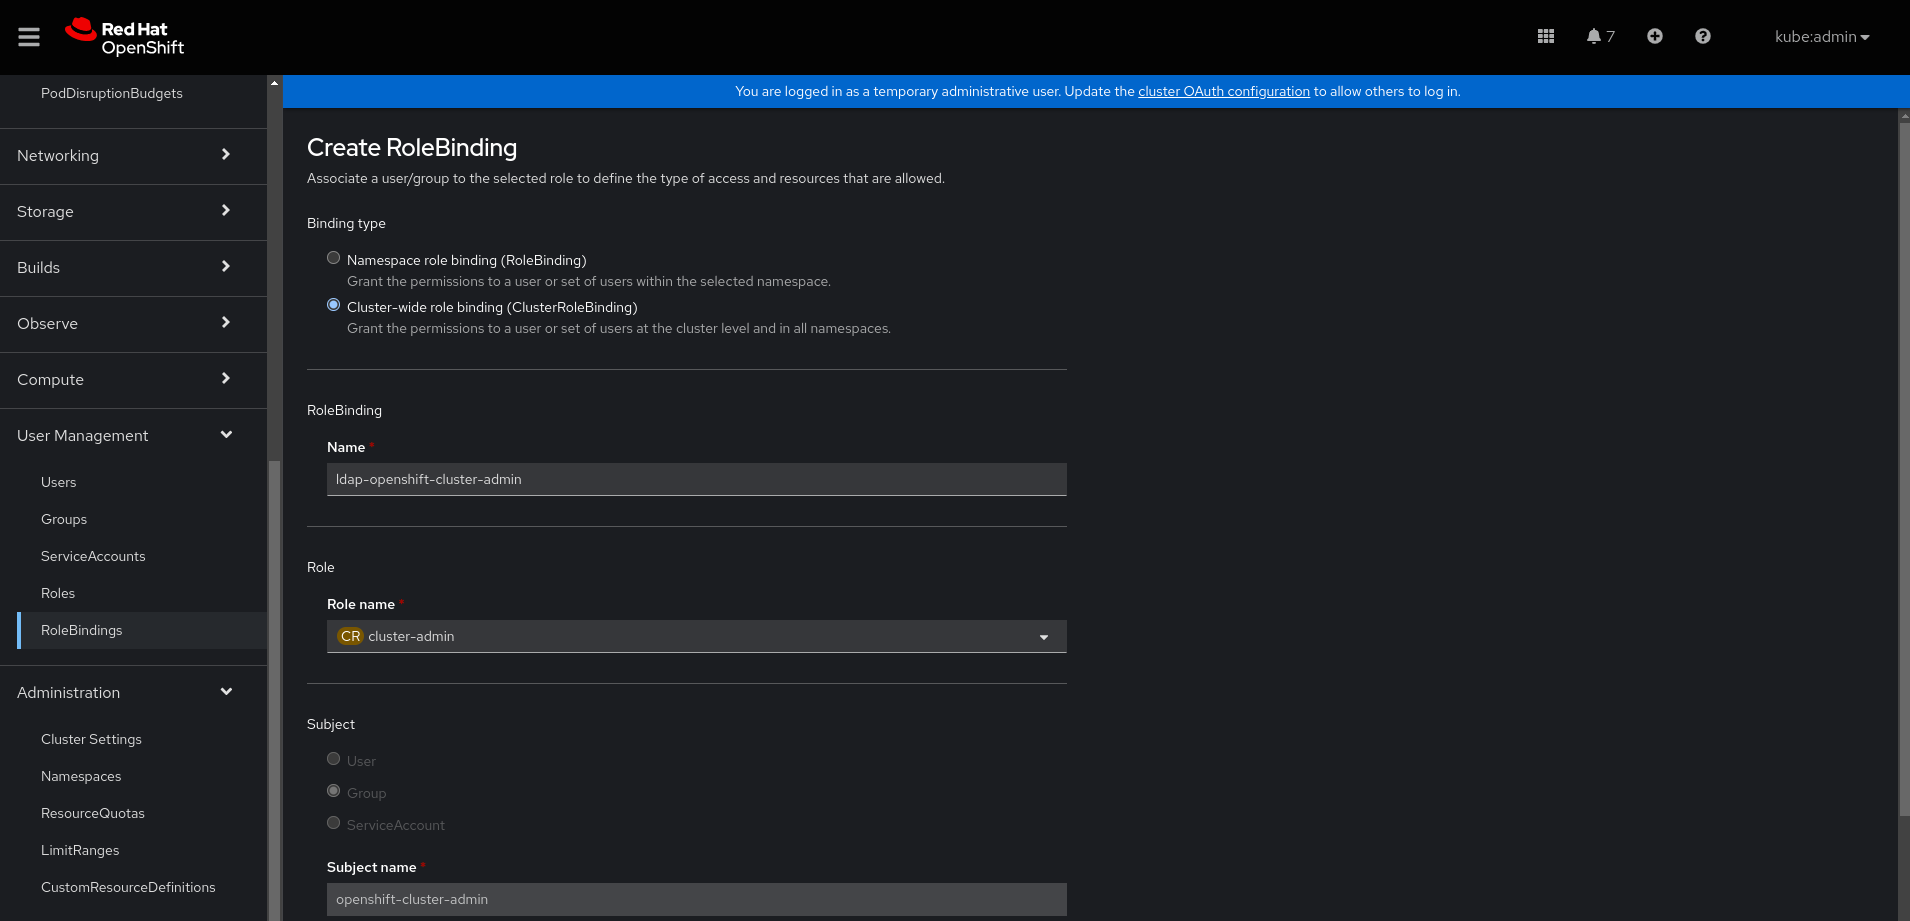 Red Hat
OpenShift
7
kube:admin
You are logged in as a temporary administrative user. Update the cluster OAuth configuration to allow others to log in.
PodDisruptionBudgets
Networking
Storage
Builds
Observe
Compute
User Management
Users
Groups
ServiceAccounts
Roles
RoleBindings
Administration
Cluster Settings
Namespaces
ResourceQuotas
LimitRanges
CustomResourceDefinitions
Create RoleBinding
Associate a user/group to the selected role to define the type of access and resources that are allowed.
Binding type
Namespace role binding (RoleBinding)
Grant the permissions to a user or set of users within the selected namespace.
Cluster-wide role binding (ClusterRoleBinding)
Grant the permissions to a user or set of users at the cluster level and in all namespaces.
RoleBinding
Name *
ldap-openshift-cluster-admin
Role
Role name *
CR cluster-admin
Subject
User
Group
ServiceAccount
Subject name *
openshift-cluster-admin